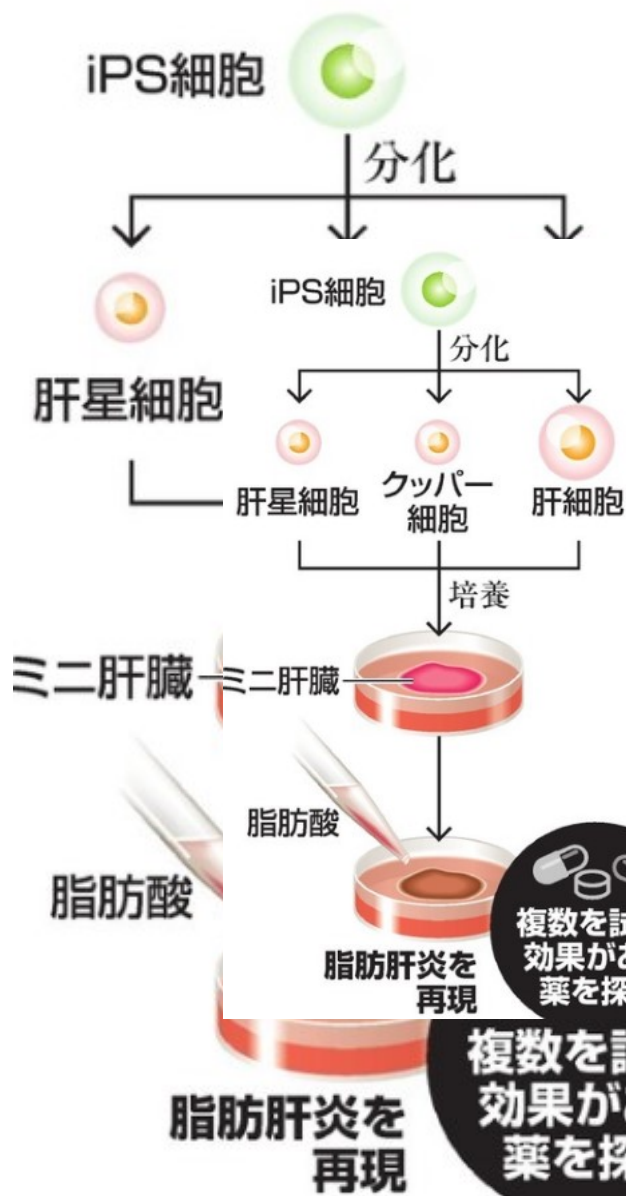 iPS細胞
分化
肝星細胞
iPS細胞
分化
肝星細胞
クッパー
細胞
肝細胞
培養
ミニ肝臓
ミニ肝臓
脂肪酸
脂肪酸
脂肪肝炎を
再現
複数を試
効果があ
薬を探
脂肪肝炎を
再現
複数を試
効果があ
薬を探